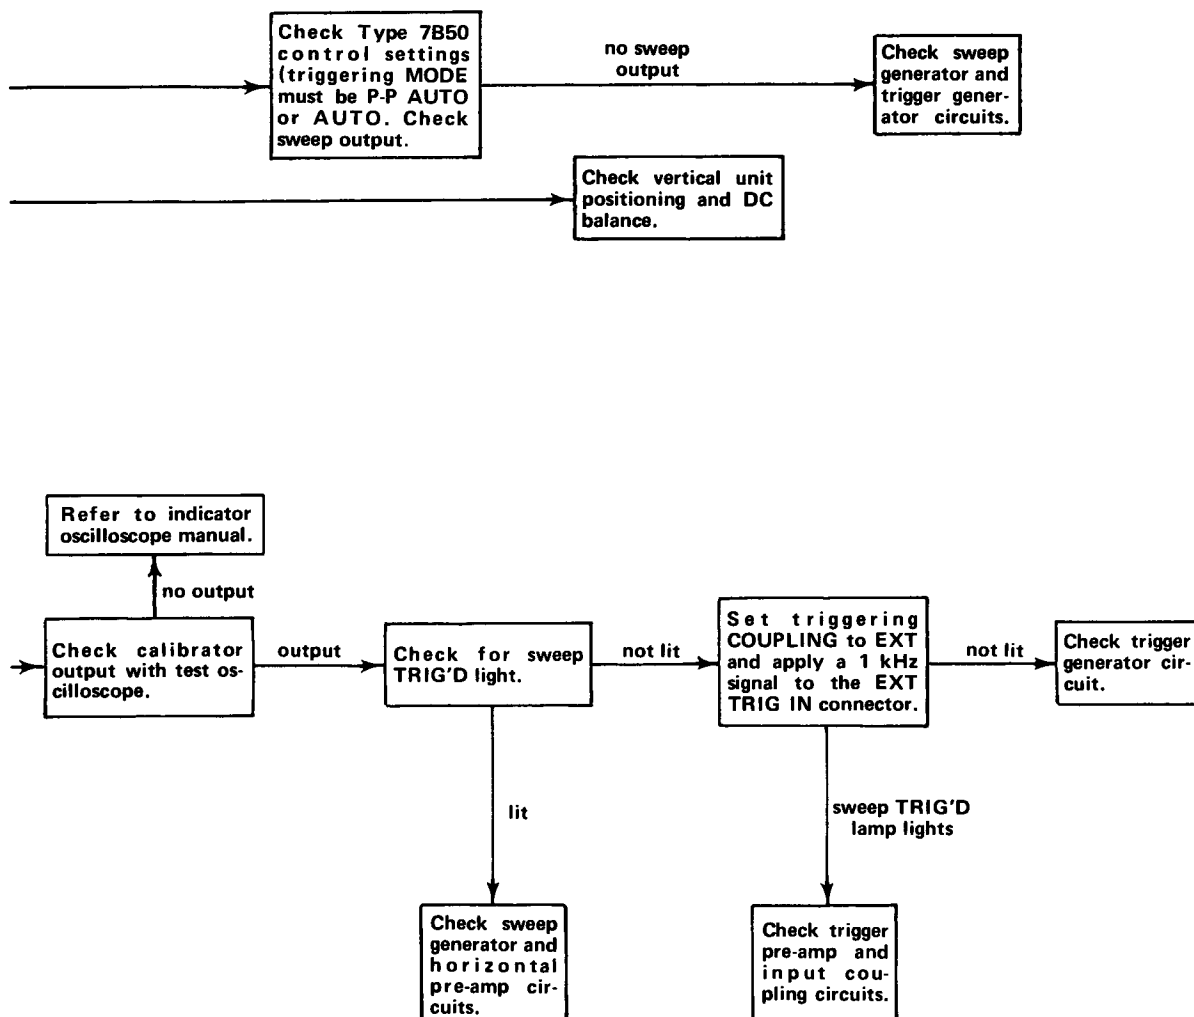 Check Type 7B50
control settings
(triggering MODE
must be P-P AUTO
or AUTO. Check
sweep output.
no sweep
output
Check sweep
generator and
trigger gener-
ator circuits.
Check vertical unit
positioning and DC
balance.
Refer to indicator
oscilloscope manual.
no output
Check calibrator
output with test os-
cilloscope.
output
Check for sweep
TRIG'D light.
not lit
Set triggering
COUPLING to EXT
and apply a 1 kHz
signal to the EXT
TRIG IN connector.
not lit
Check trigger
generator cir-
cuit.
lit
sweep TRIG'D
lamp lights
Check sweep
generator and
horizontal
pre-amp cir-
cuits.
Check trigger
pre-amp and
input cou-
pling circuits.